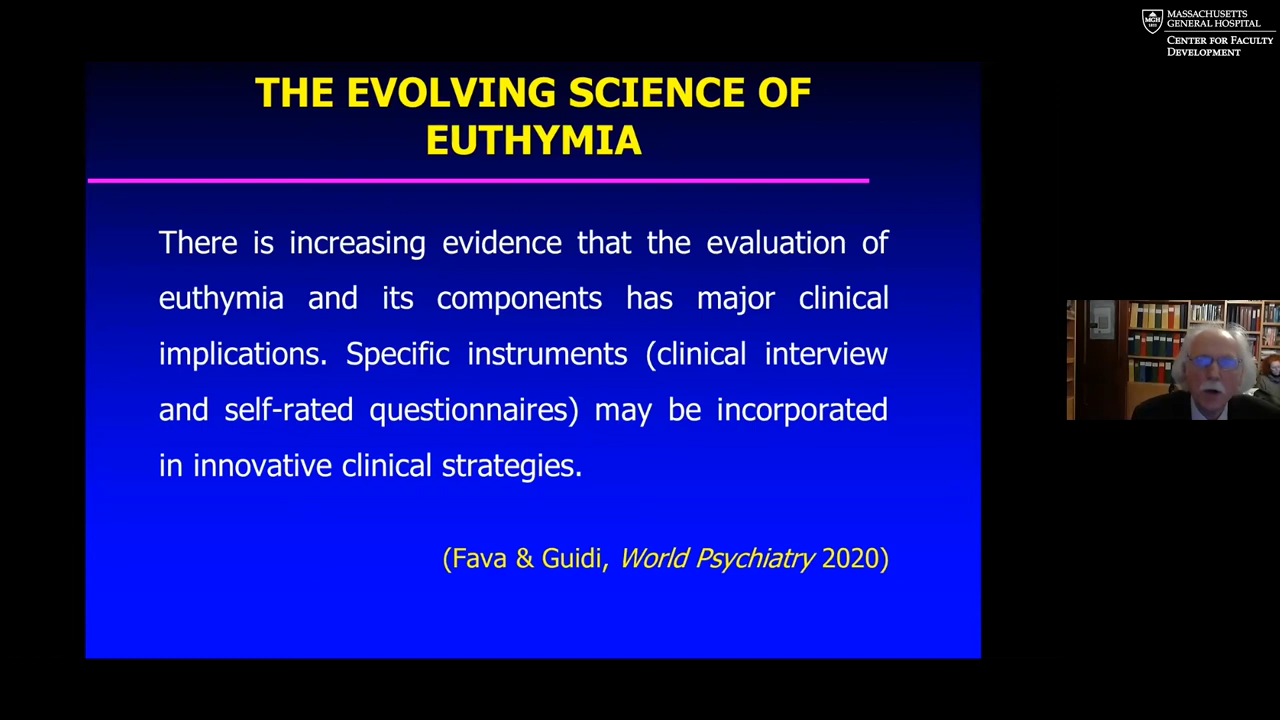 MASSACHUSETTS
GENERAL HOSPITAL
CENTER FOR FACULTY
DEVELOPMENT
MGH
1811
THE EVOLVING SCIENCE OF
EUTHYMIA
There is increasing evidence that the evaluation of
euthymia and its components has major clinical
implications. Specific instruments (clinical interview
and self-rated questionnaires) may be incorporated
in innovative clinical strategies.
(Fava & Guidi, World Psychiatry 2020)